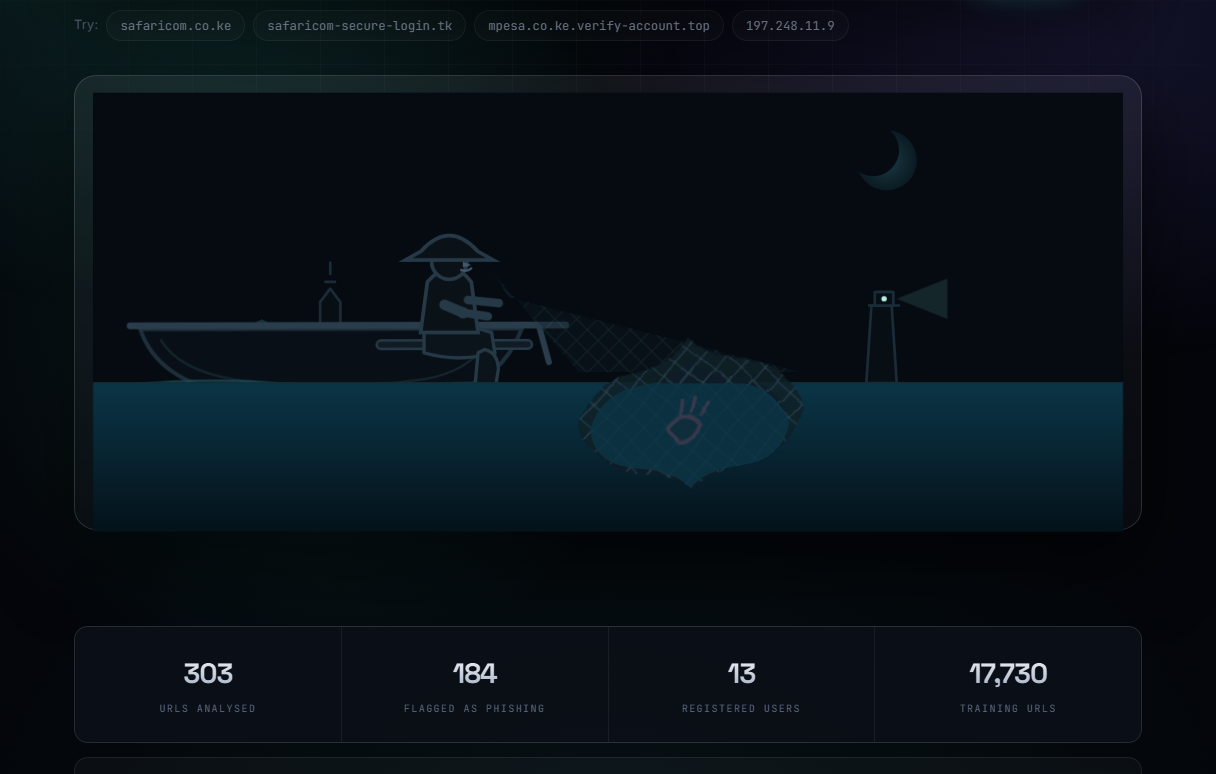 Try: safaricom.co.ke safaricom-secure-login.tk mpesa.co.ke.verify-account.top 197.248.11.9
303 184 13 17,730
URLS ANALYSED FLAGGED AS PHISHING REGISTERED USERS TRAINING URLS